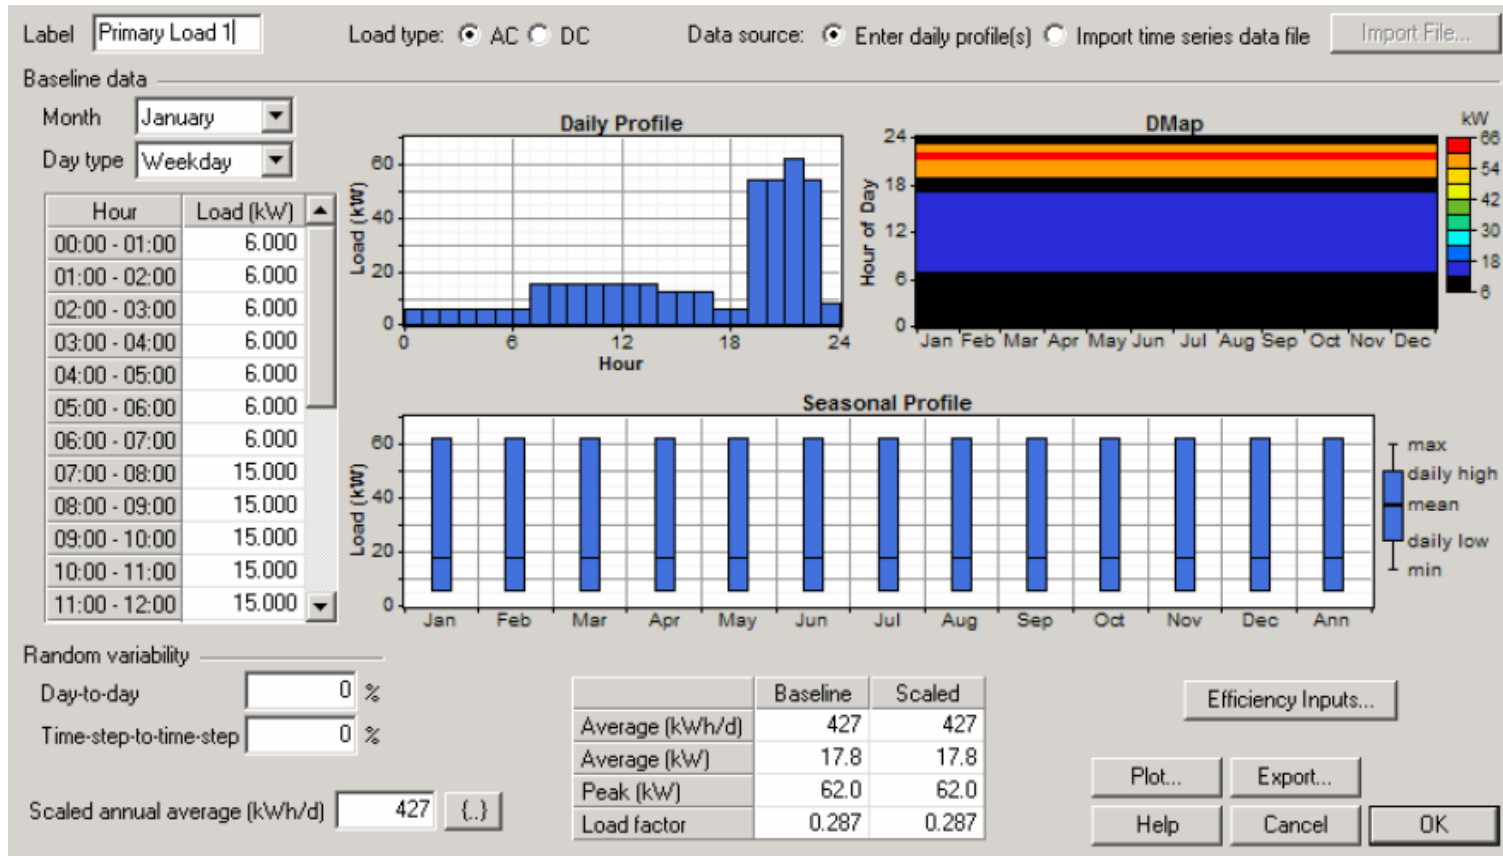 Label Primary Load 1 Load type: AC DC Data source: Enter daily profile(s) Import time series data file Import File...
Baseline data
Month January
Day type Weekday
Hour Load (kW)
00:00 - 01:00 6.000
01:00 - 02:00 6.000
02:00 - 03:00 6.000
03:00 - 04:00 6.000
04:00 - 05:00 6.000
05:00 - 06:00 6.000
06:00 - 07:00 6.000
07:00 - 08:00 15.000
08:00 - 09:00 15.000
09:00 - 10:00 15.000
10:00 - 11:00 15.000
11:00 - 12:00 15.000
Daily Profile
Load (kW)
60
40
20
0
0 6 12 18 24
Hour
DMap
Hour of Day
24
18
12
6
0
Jan Feb Mar Apr May Jun Jul Aug Sep Oct Nov Dec
kW
66
54
42
30
18
6
Seasonal Profile
Load (kW)
60
40
20
0
Jan Feb Mar Apr May Jun Jul Aug Sep Oct Nov Dec Ann
max
daily high
mean
daily low
min
Random variability
Day-to-day 0 %
Time-step-to-time-step 0 %
Scaled annual average (kWh/d) 427 {..}
Baseline Scaled
Average (kWh/d) 427 427
Average (kW) 17.8 17.8
Peak (kW) 62.0 62.0
Load factor 0.287 0.287
Efficiency Inputs...
Plot... Export...
Help Cancel OK